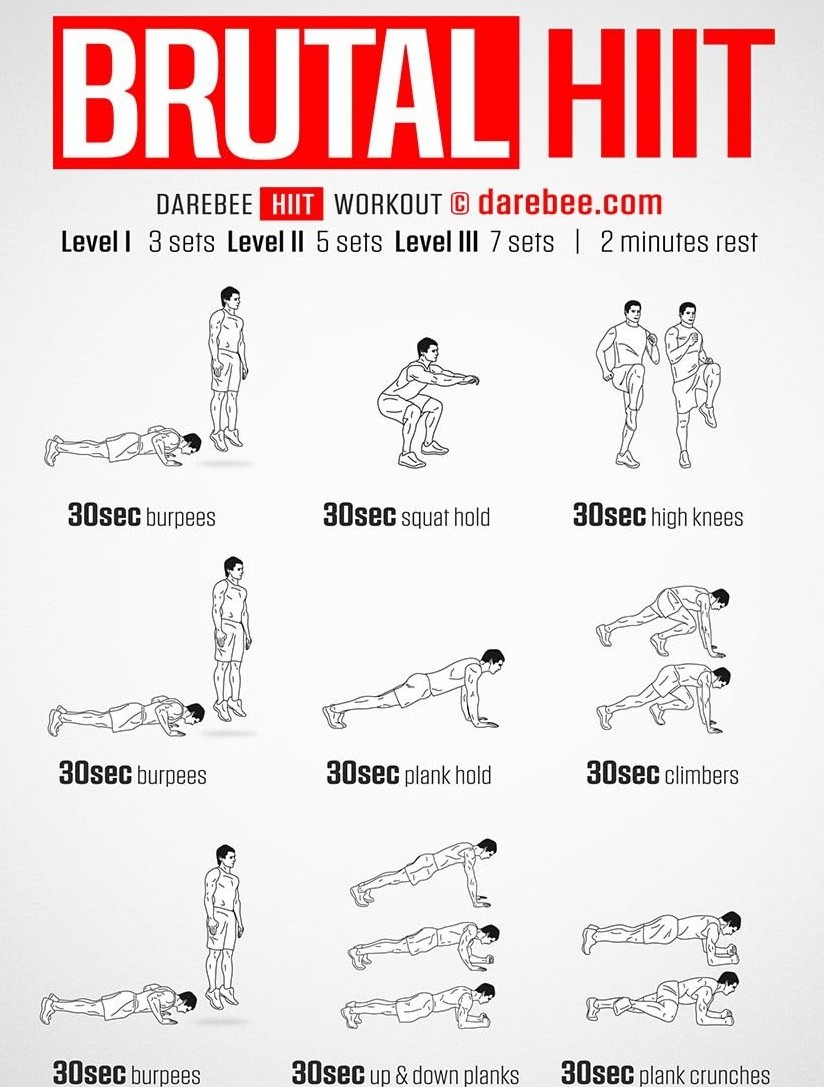 BRUTAL HIIT
DAREBEE HIIT WORKOUT © darebee.com
Level I 3 sets Level II 5 sets Level III 7 sets | 2 minutes rest
30sec burpees
30sec squat hold
30sec high knees
30sec burpees
30sec plank hold
30sec climbers
30sec burpees
30sec up & down planks
30sec plank crunches